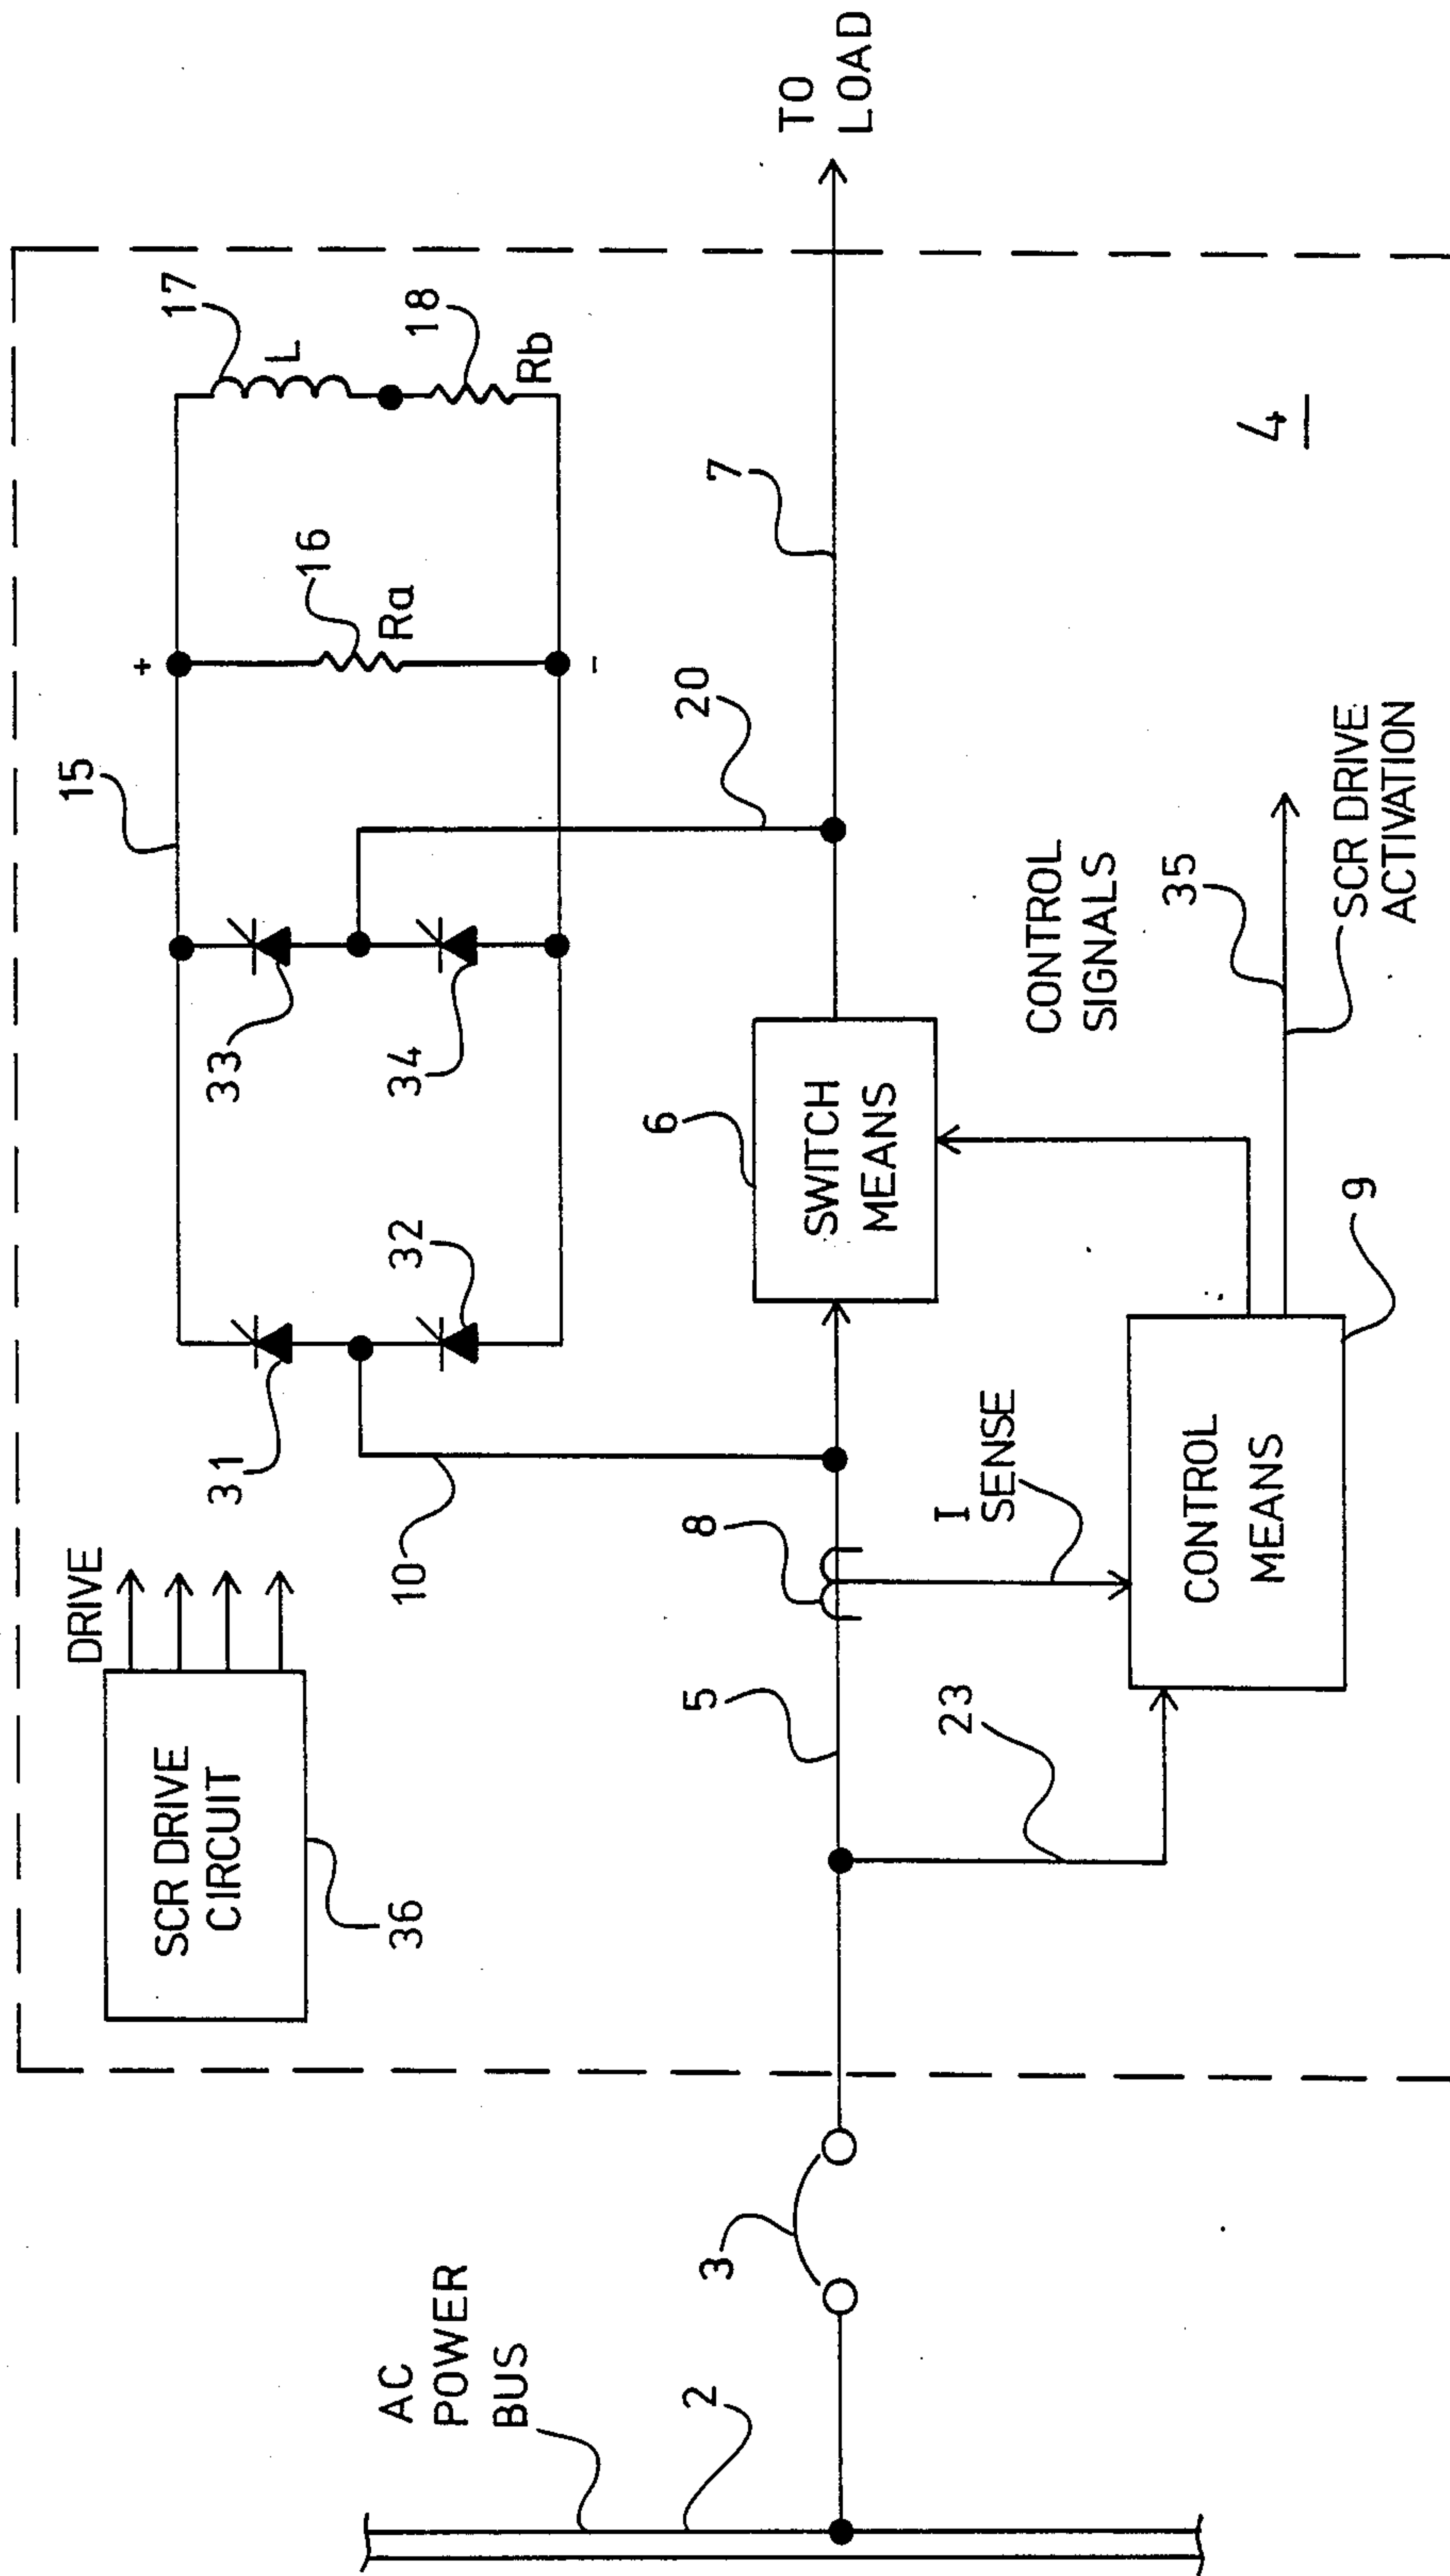 SCR DRIVE
CIRCUIT
DRIVE
36
31
32
33
34
15
+
-
16
Ra
17
L
18
Rb
10
20
AC
POWER
BUS
2
3
5
8
6
SWITCH
MEANS
7
TO
LOAD
23
I
SENSE
CONTROL
MEANS
9
CONTROL
SIGNALS
35
SCR DRIVE
ACTIVATION
4